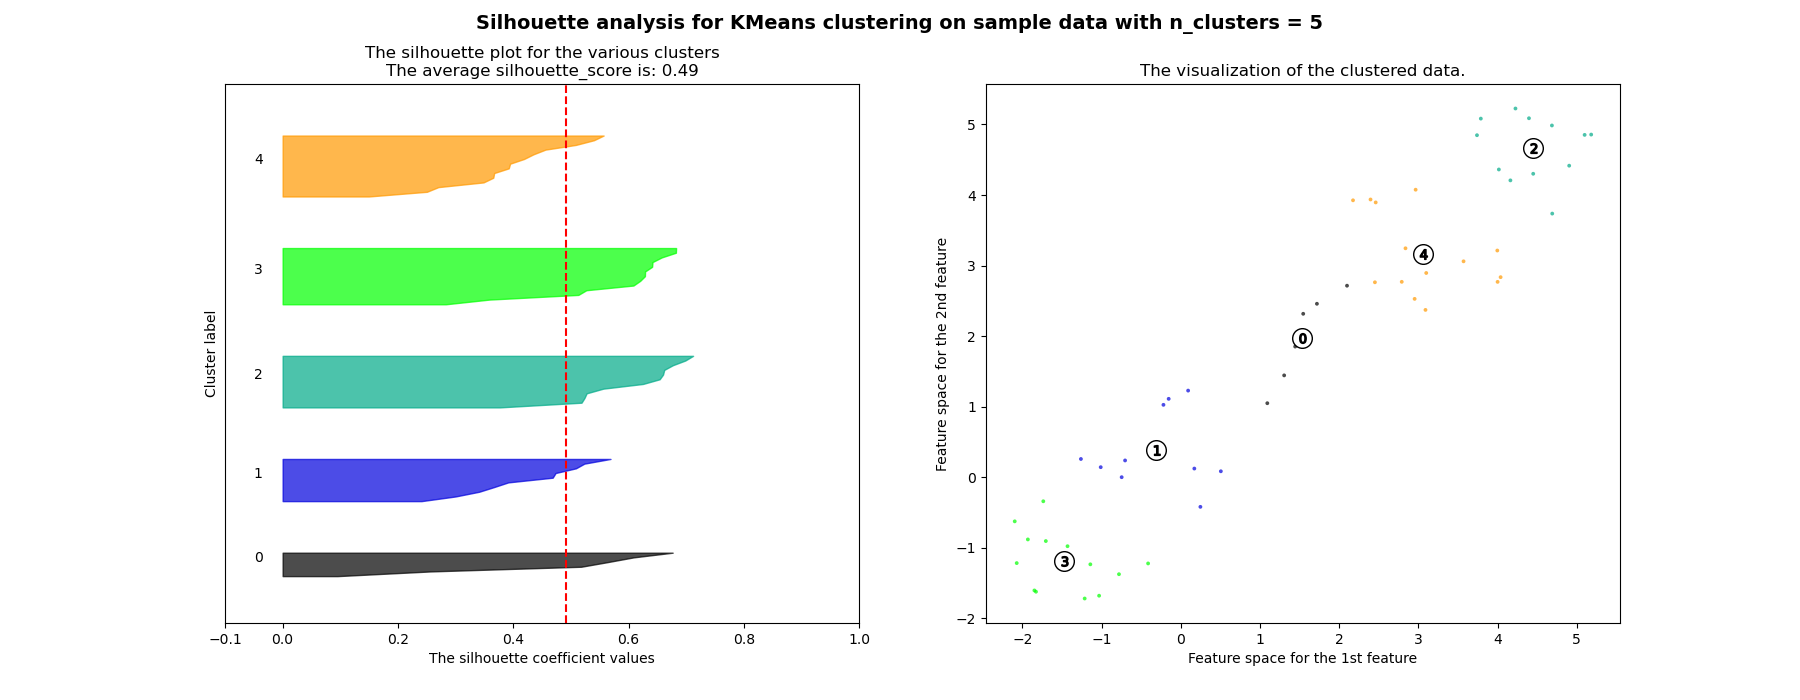 Silhouette analysis for KMeans clustering on sample data with n_clusters = 5
The silhouette plot for the various clusters
The average silhouette_score is: 0.49
4
3
2
1
0
Cluster label
−0.1 0.0 0.2 0.4 0.6 0.8 1.0
The silhouette coefficient values
The visualization of the clustered data.
5
4
3
2
1
0
−1
−2
Feature space for the 2nd feature
2
4
0
1
3
−2 −1 0 1 2 3 4 5
Feature space for the 1st feature